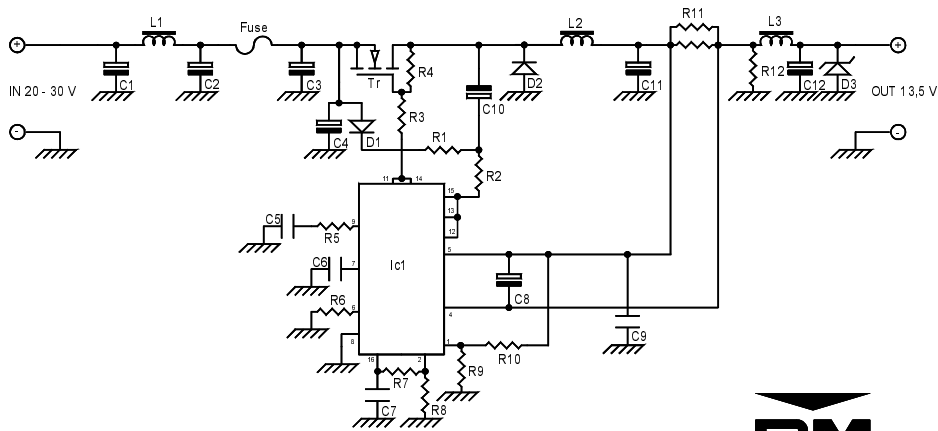 L1
Fuse
L2
R11
L3
+
+
C1
C2
C3
Tr
R4
D2
C11
R12
C12
D3
IN 20 - 30 V
OUT 13,5 V
C10
R3
C4
D1
R1
-
-
R2
11
14
15
13
12
C5
R5
9
5
C6
7
Ic1
C8
R6
6
4
C9
8
1
R10
16
2
R9
R7
C7
R8